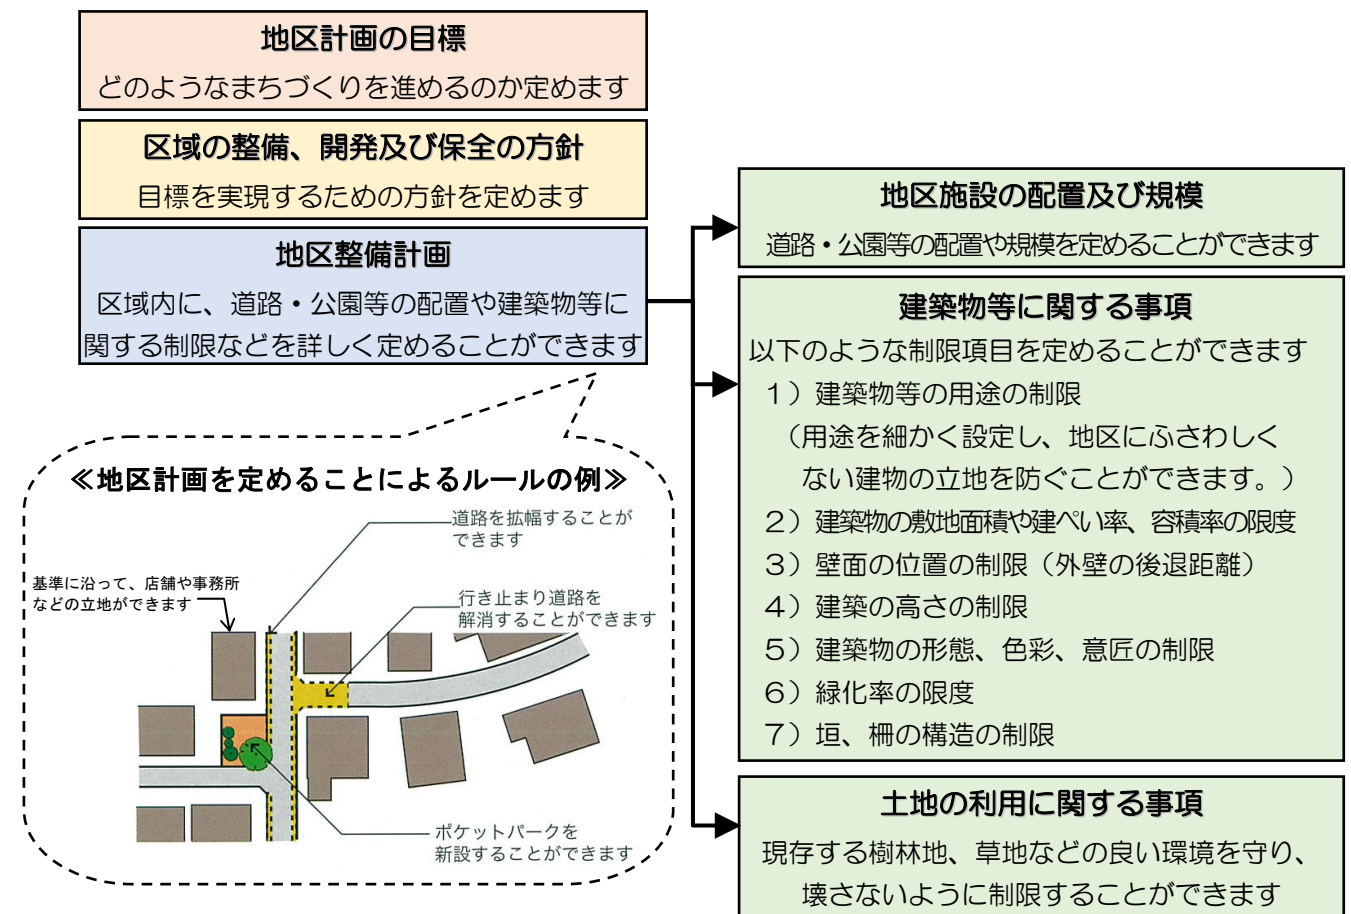 地区計画の目標
どのようなまちづくりを進めるのか定めます
区域の整備、開発及び保全の方針
目標を実現するための方針を定めます
地区整備計画
区域内に、道路・公園等の配置や建築物等に
関する制限などを詳しく定めることができます
≪地区計画を定めることによるルールの例≫
道路を拡幅することが
できます
基準に沿って、店舗や事務所
などの立地ができます
行き止まり道路を
解消することができます
ポケットパークを
新設することができます
地区施設の配置及び規模
道路・公園等の配置や規模を定めることができます
建築物等に関する事項
以下のような制限項目を定めることができます
１）建築物等の用途の制限
（用途を細かく設定し、地区にふさわしく
ない建物の立地を防ぐことができます。）
２）建築物の敷地面積や建ぺい率、容積率の限度
３）壁面の位置の制限（外壁の後退距離）
４）建築の高さの制限
５）建築物の形態、色彩、意匠の制限
６）緑化率の限度
７）垣、柵の構造の制限
土地の利用に関する事項
現存する樹林地、草地などの良い環境を守り、
壊さないように制限することができます